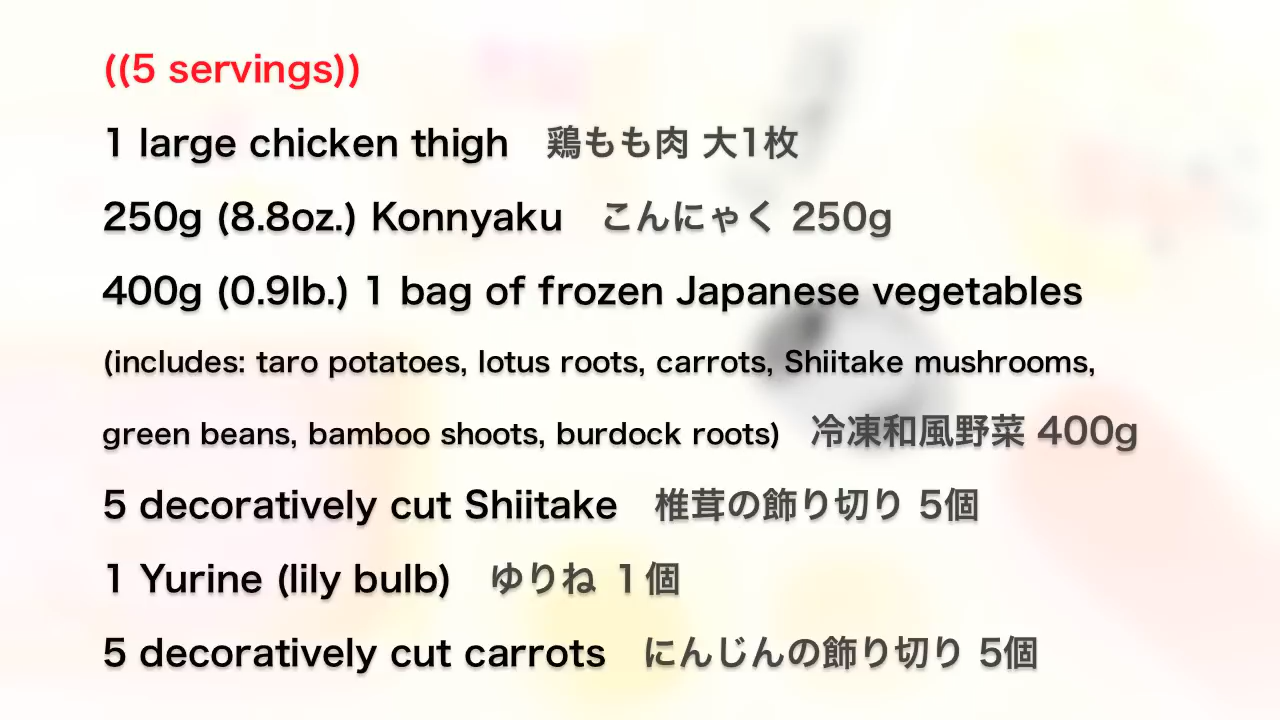 ((5 servings))
1 large chicken thigh　鶏もも肉 大1枚
250g (8.8oz.) Konnyaku　こんにゃく 250g
400g (0.9lb.) 1 bag of frozen Japanese vegetables
(includes: taro potatoes, lotus roots, carrots, Shiitake mushrooms,
green beans, bamboo shoots, burdock roots)　冷凍和風野菜 400g
5 decoratively cut Shiitake　椎茸の飾り切り 5個
1 Yurine (lily bulb)　ゆりね １個
5 decoratively cut carrots　にんじんの飾り切り 5個